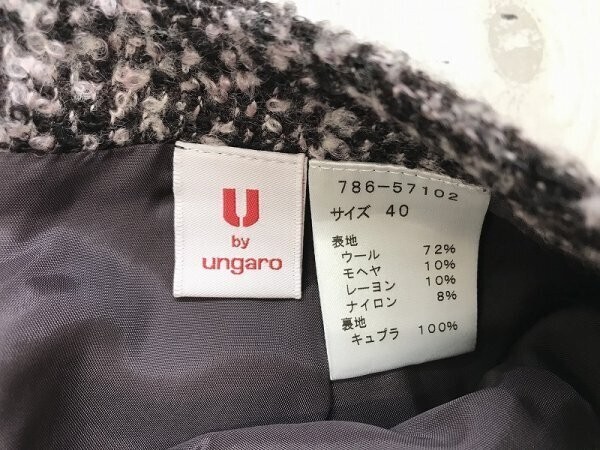 U
by
ungaro
786-57102
サイズ 40
表地
ウール 72%
モヘヤ 10%
レーヨン 10%
ナイロン 8%
裏地
キュプラ 100%